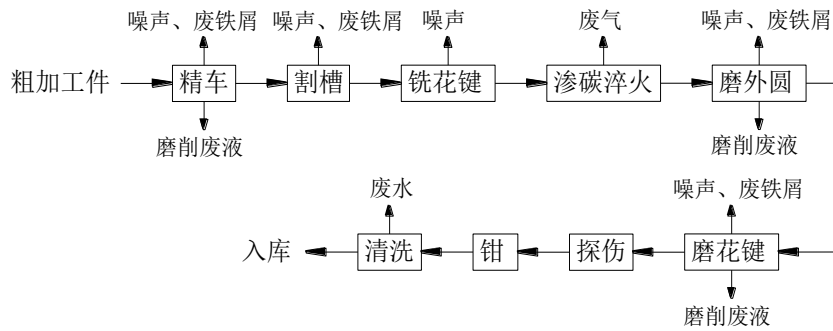 噪声、废铁屑 噪声、废铁屑 噪声 废气 噪声、废铁屑
粗加工件 精车 割槽 铣花键 渗碳淬火 磨外圆
磨削废液 磨削废液
废水 噪声、废铁屑
入库 清洗 钳 探伤 磨花键
磨削废液